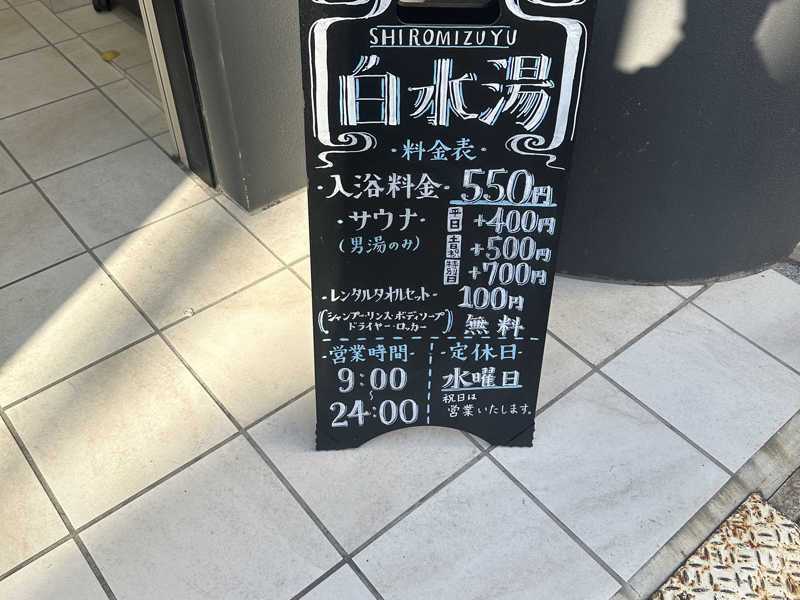 SHIROMIZUYU
白水湯
・料金表・
・入浴料金・ 550円
・サウナ・ 平日 +400円
(男湯のみ) 土日祝 +500円
特別日 +700円
・レンタルタオルセット・ 100円
(シャンプー・リンス・ボディソープ
ドライヤー・ロッカー) 無料
・営業時間・
9:00
〜
24:00
・定休日・
水曜日
祝日は
営業いたします。